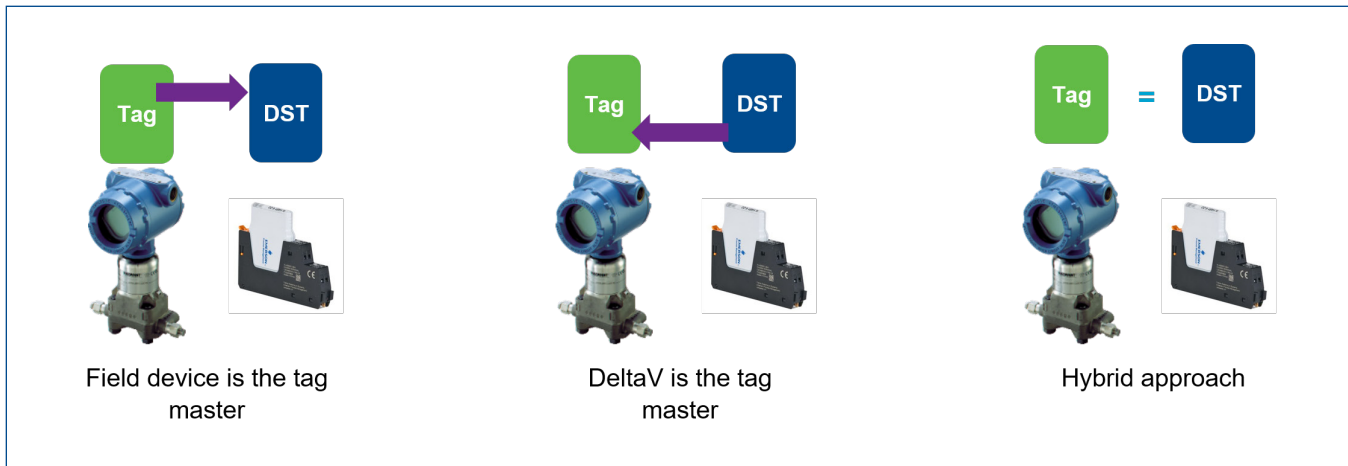 Tag
DST
Field device is the tag
master
Tag
DST
DeltaV is the tag
master
Tag
=
DST
Hybrid approach